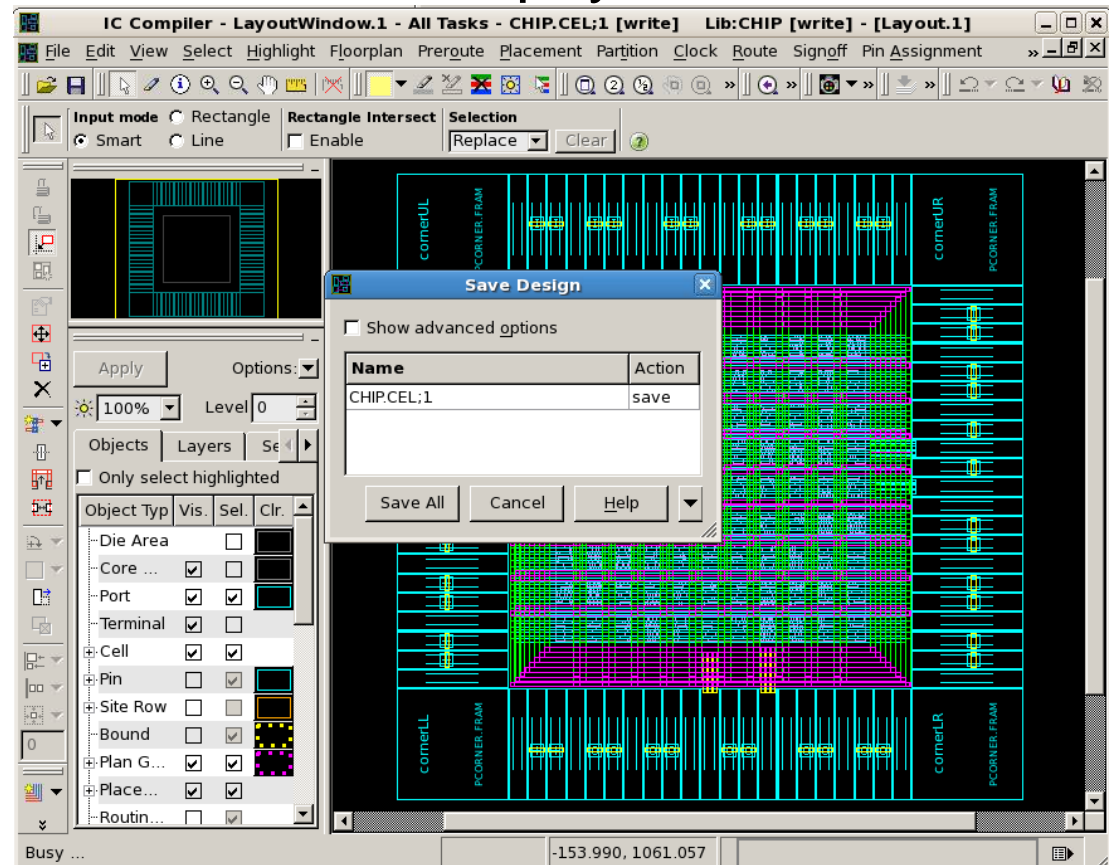 IC Compiler - LayoutWindow.1 - All Tasks - CHIP.CEL;1 [write] Lib:CHIP [write] - [Layout.1]
File Edit View Select Highlight Floorplan Preroute Placement Partition Clock Route Signoff Pin Assignment »
Input mode Rectangle Rectangle Intersect Selection
Smart Line Enable Replace Clear
cornerUL
PCORNER.FRAM
cornerUR
PCORNER.FRAM
Save Design
Show advanced options
Name Action
CHIP.CEL;1 save
Save All Cancel Help
Apply Options:
100% Level 0
Objects Layers Se
Only select highlighted
Object Typ Vis. Sel. Clr.
Die Area
Core ...
Port
Terminal
Cell
Pin
Site Row
Bound
Plan G...
Place...
Routin...
0
cornerLL
PCORNER.FRAM
cornerLR
PCORNER.FRAM
Busy ...
-153.990, 1061.057